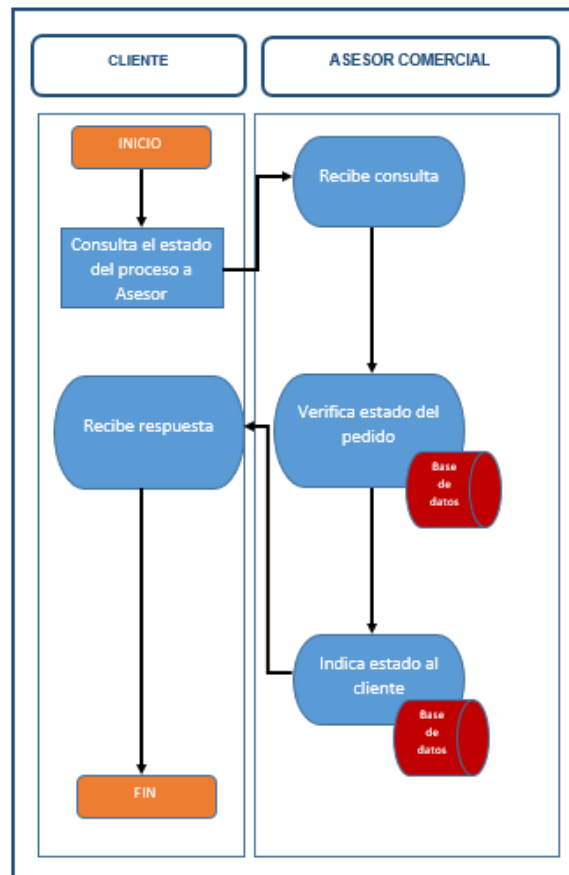 CLIENTE
ASESOR COMERCIAL
INICIO
Recibe consulta
Consulta el estado
del proceso a
Asesor
Verifica estado del
pedido
Base
de
datos
Recibe respuesta
Indica estado al
cliente
Base
de
datos
FIN